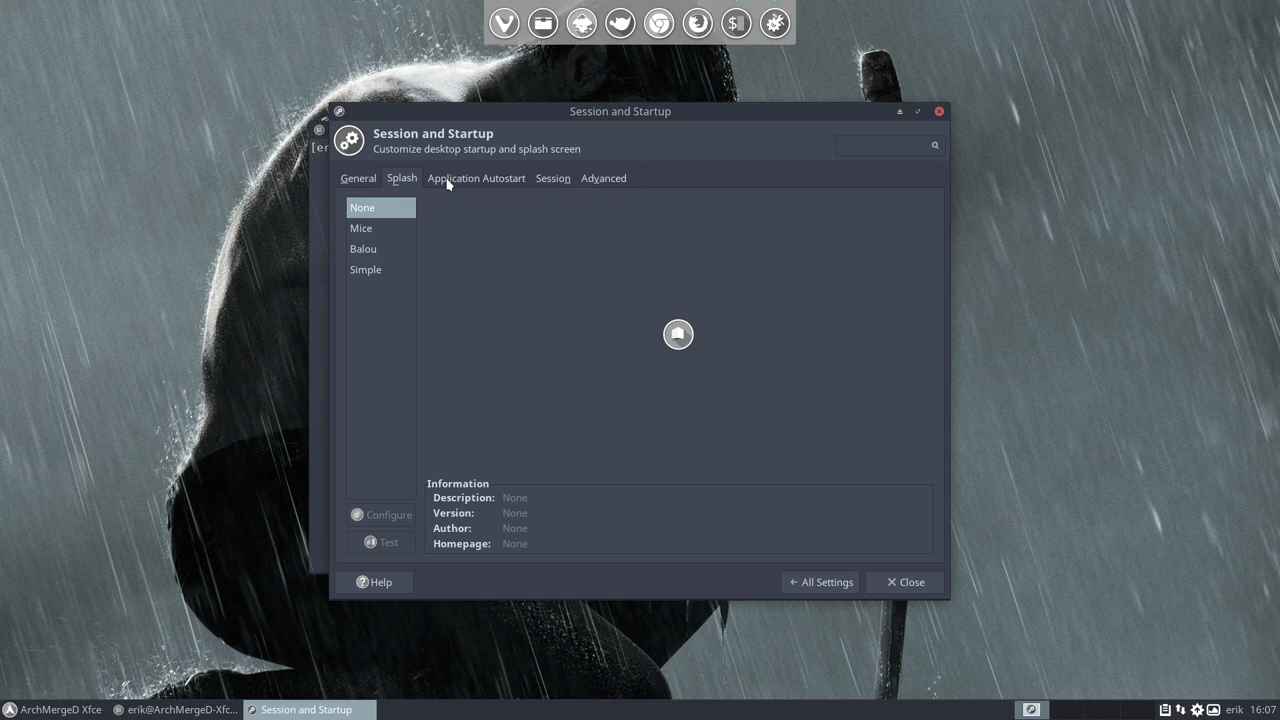 Session and Startup
Session and Startup
Customize desktop startup and splash screen
[er
General Splash Application Autostart Session Advanced
None
Mice
Balou
Simple
Information
Description: None
Version: None
Author: None
Homepage: None
Configure
Test
Help
All Settings
Close
ArchMergeD Xfce
erik@ArchMergeD-Xfc...
Session and Startup
erik
16:07